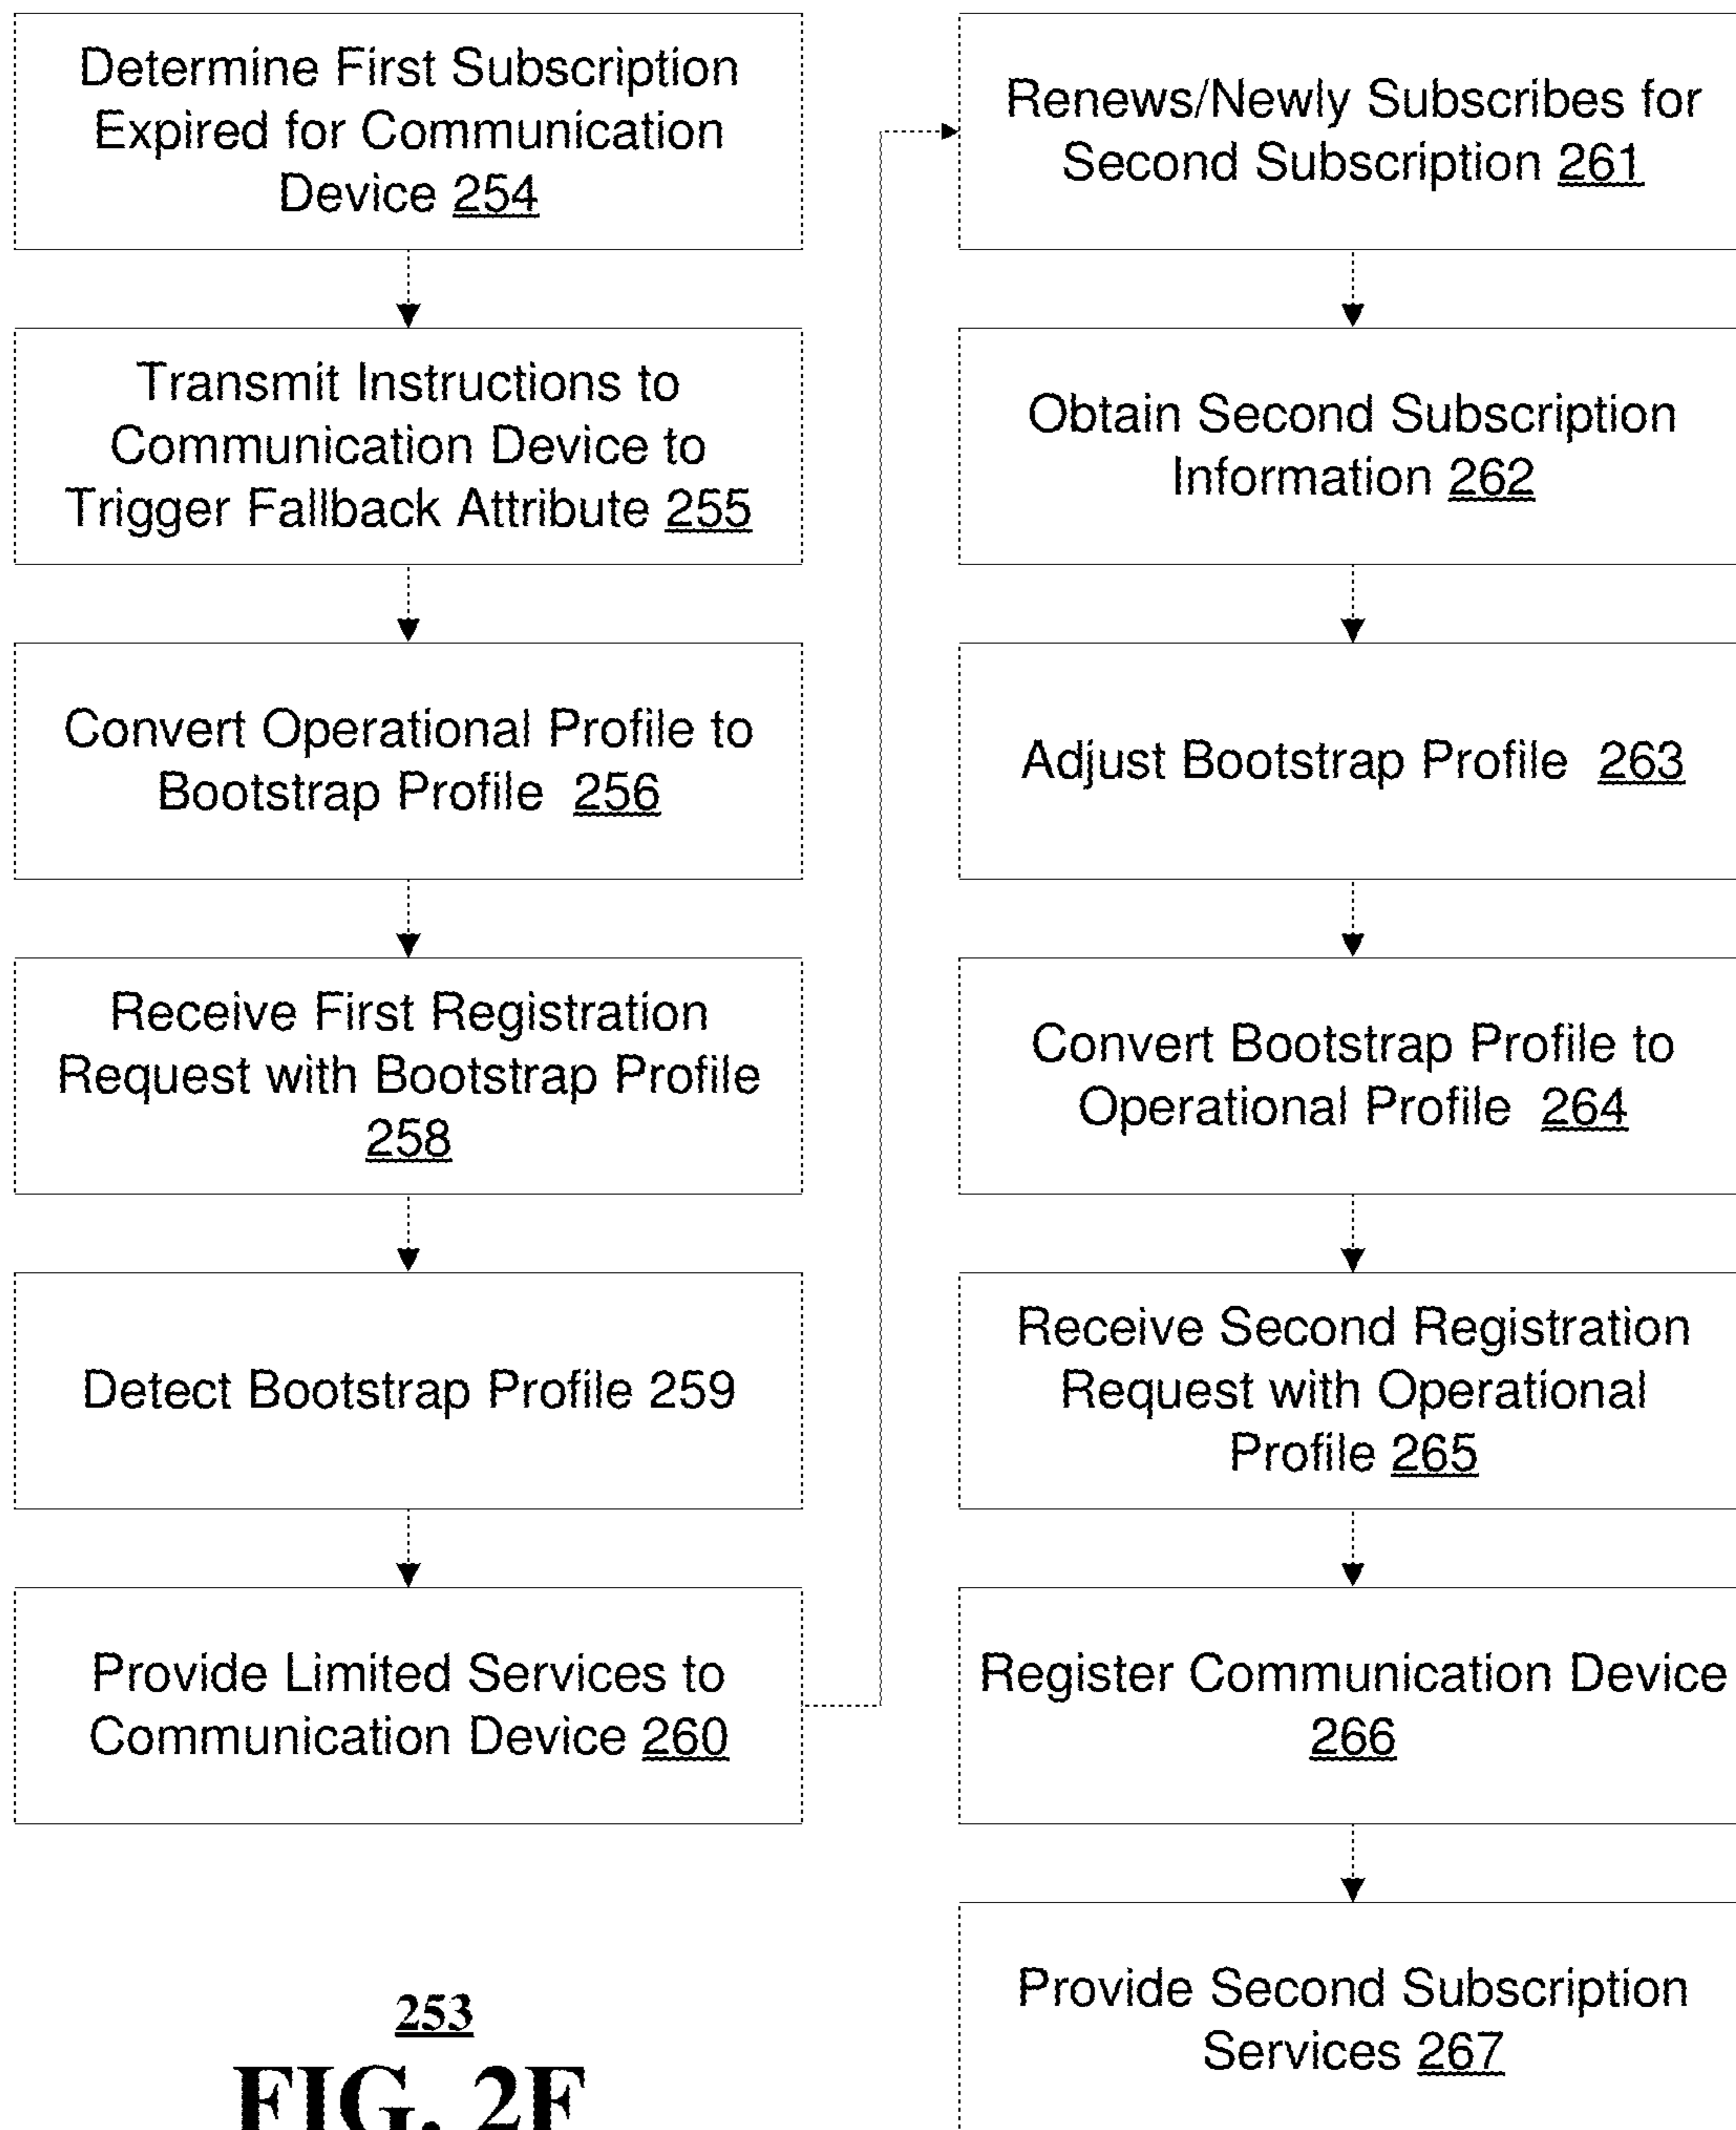 Determine First Subscription
Expired for Communication
Device 254
Transmit Instructions to
Communication Device to
Trigger Fallback Attribute 255
Convert Operational Profile to
Bootstrap Profile 256
Receive First Registration
Request with Bootstrap Profile
258
Detect Bootstrap Profile 259
Provide Limited Services to
Communication Device 260
Renews/Newly Subscribes for
Second Subscription 261
Obtain Second Subscription
Information 262
Adjust Bootstrap Profile 263
Convert Bootstrap Profile to
Operational Profile 264
Receive Second Registration
Request with Operational
Profile 265
Register Communication Device
266
Provide Second Subscription
Services 267
253
FIG. 2F